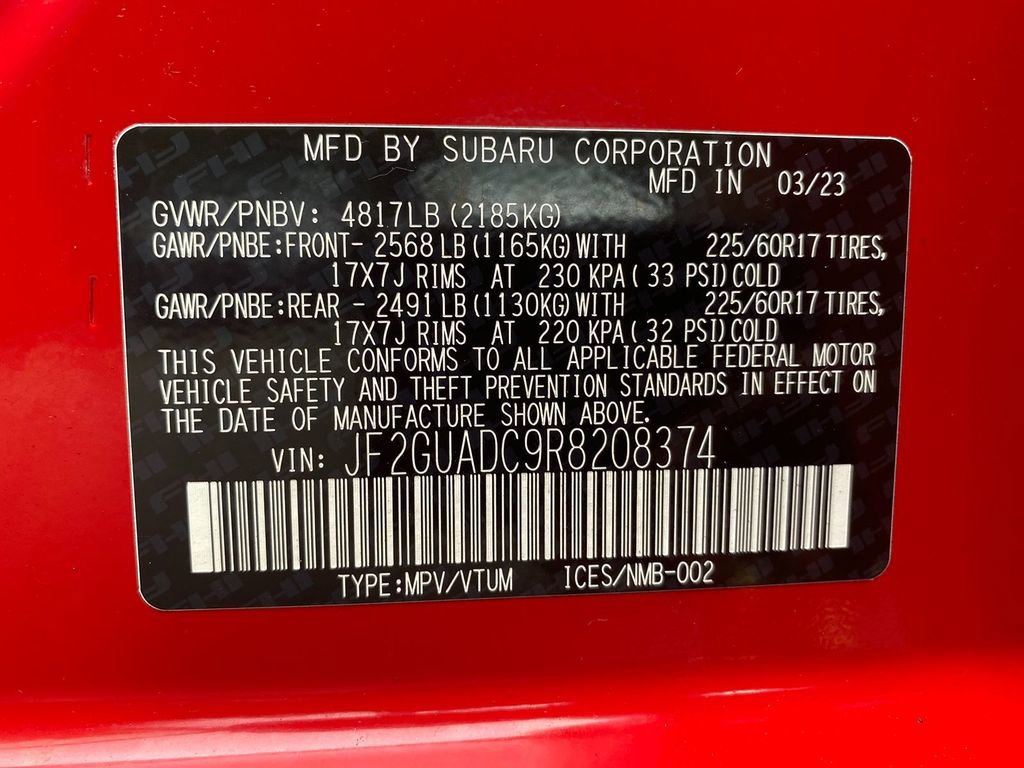 MFD BY SUBARU CORPORATION
MFD IN 03/23
GVWR/PNBV: 4817LB (2185KG)
GAWR/PNBE:FRONT- 2568 LB (1165KG) WITH 225/60R17 TIRES,
17X7J RIMS AT 230 KPA ( 33 PSI) COLD
GAWR/PNBE:REAR - 2491 LB (1130KG) WITH 225/60R17 TIRES,
17X7J RIMS AT 220 KPA ( 32 PSI) COLD
THIS VEHICLE CONFORMS TO ALL APPLICABLE FEDERAL MOTOR
VEHICLE SAFETY AND THEFT PREVENTION STANDARDS IN EFFECT ON
THE DATE OF MANUFACTURE SHOWN ABOVE.
VIN: JF2GUADC9R8208374
TYPE:MPV/VTUM ICES/NMB-002